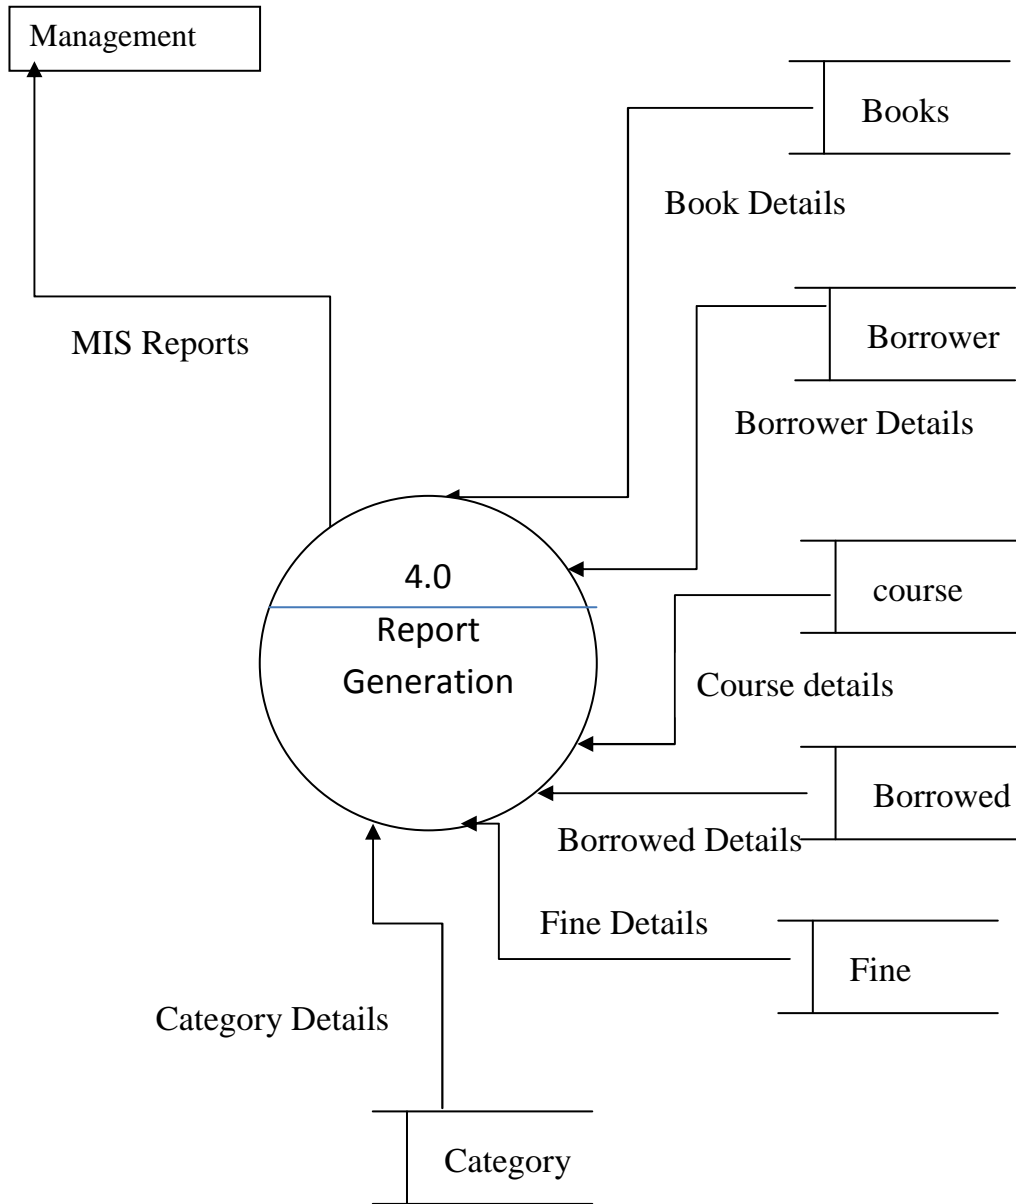 Management
Books
Book Details
Borrower
MIS Reports
Borrower Details
4.0
Report
Generation
course
Course details
Borrowed
Borrowed Details
Fine Details
Fine
Category Details
Category